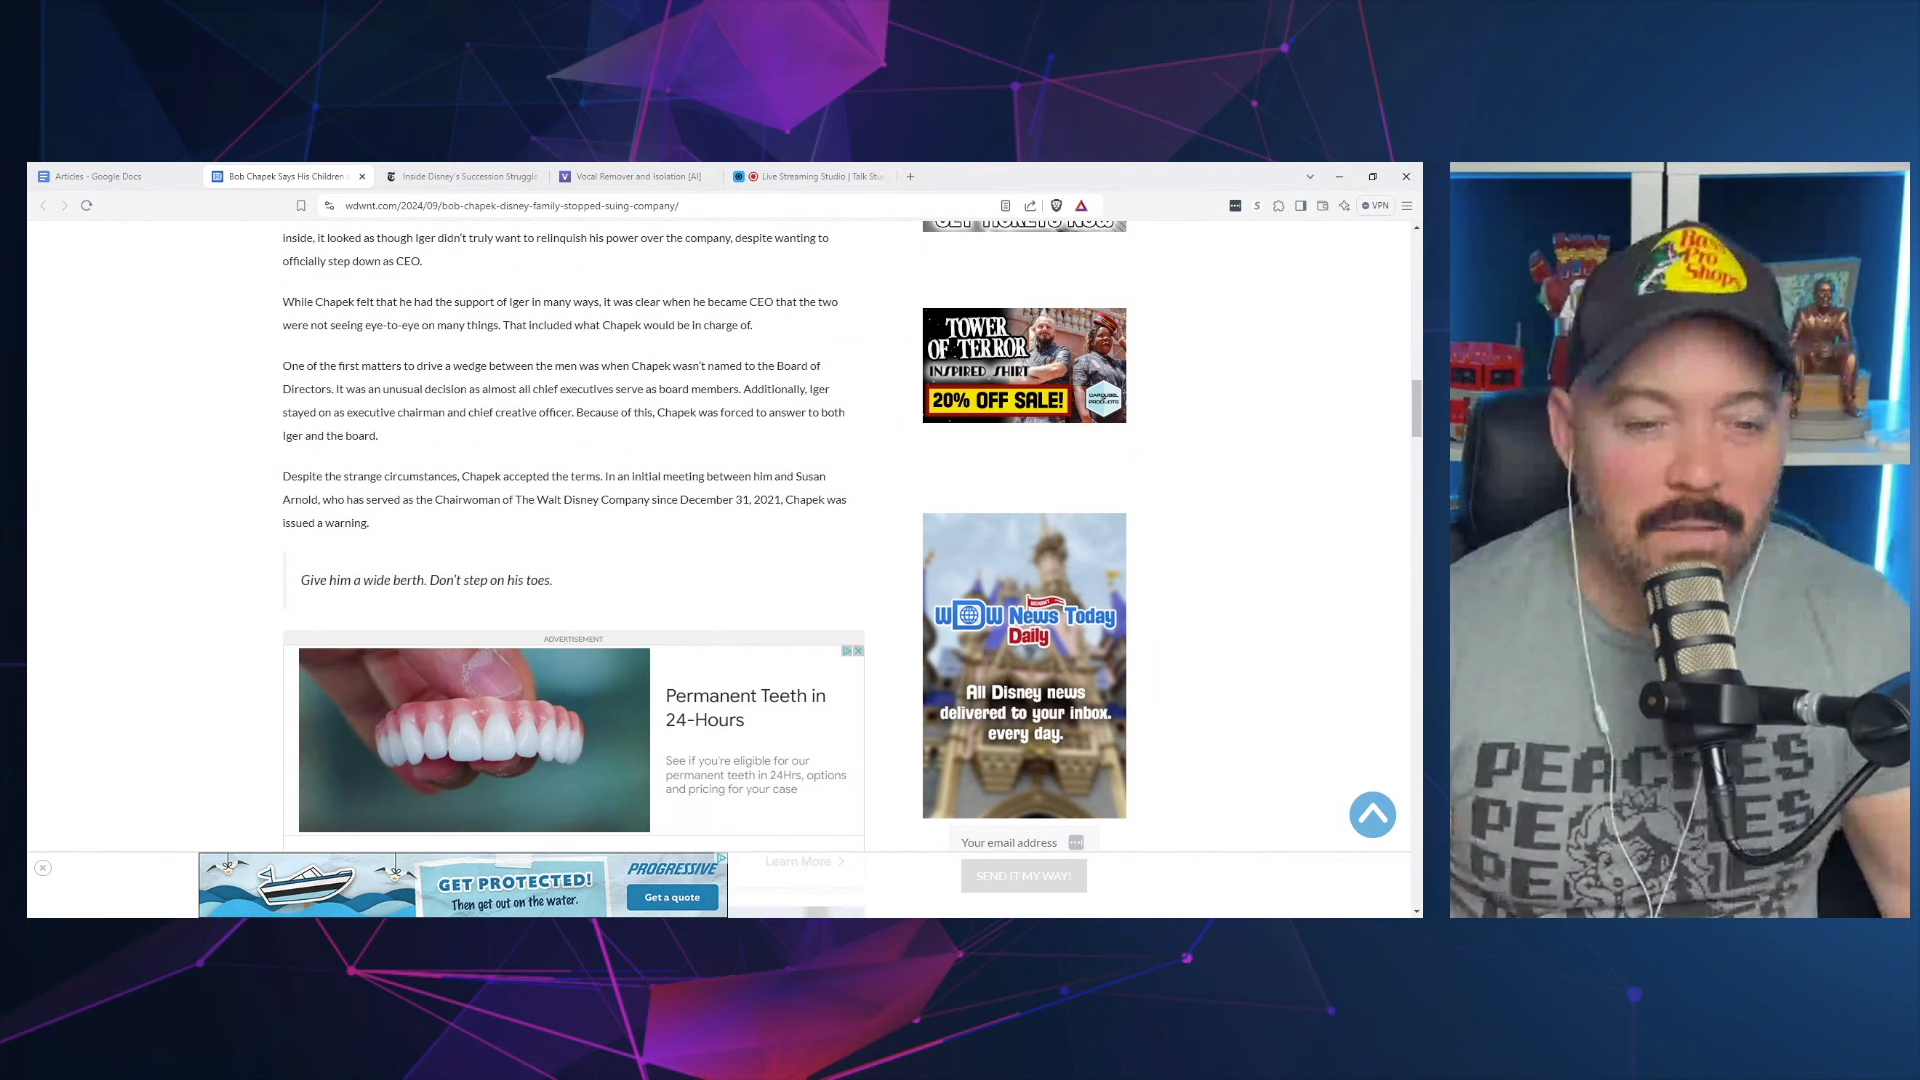 Articles - Google Docs
Bob Chapek Says His Children
Inside Disney's Succession Struggle
Vocal Remover and Isolation [AI]
Live Streaming Studio | Talk Stu
wdwnt.com/2024/09/bob-chapek-disney-family-stopped-suing-company/
VPN
inside, it looked as though Iger didn't truly want to relinquish his power over the company, despite wanting to
officially step down as CEO.
While Chapek felt that he had the support of Iger in many ways, it was clear when he became CEO that the two
were not seeing eye-to-eye on many things. That included what Chapek would be in charge of.
One of the first matters to drive a wedge between the men was when Chapek wasn't named to the Board of
Directors. It was an unusual decision as almost all chief executives serve as board members. Additionally, Iger
stayed on as executive chairman and chief creative officer. Because of this, Chapek was forced to answer to both
Iger and the board.
Despite the strange circumstances, Chapek accepted the terms. In an initial meeting between him and Susan
Arnold, who has served as the Chairwoman of The Walt Disney Company since December 31, 2021, Chapek was
issued a warning.
Give him a wide berth. Don't step on his toes.
ADVERTISEMENT
Permanent Teeth in
24-Hours
See if you're eligible for our
permanent teeth in 24Hrs, options
and pricing for your case
Learn More
GET PROTECTED!
Then get out on the water.
PROGRESSIVE
Get a quote
GET TICKETS NOW
TOWER
OF TERROR
INSPIRED SHIRT
20% OFF SALE!
CAROUSEL
PRODUCTS
WDW News Today
Daily
All Disney news
delivered to your inbox.
every day.
Your email address
SEND IT MY WAY!
Bass
Pro
Shops
PEACHES
PEACHES